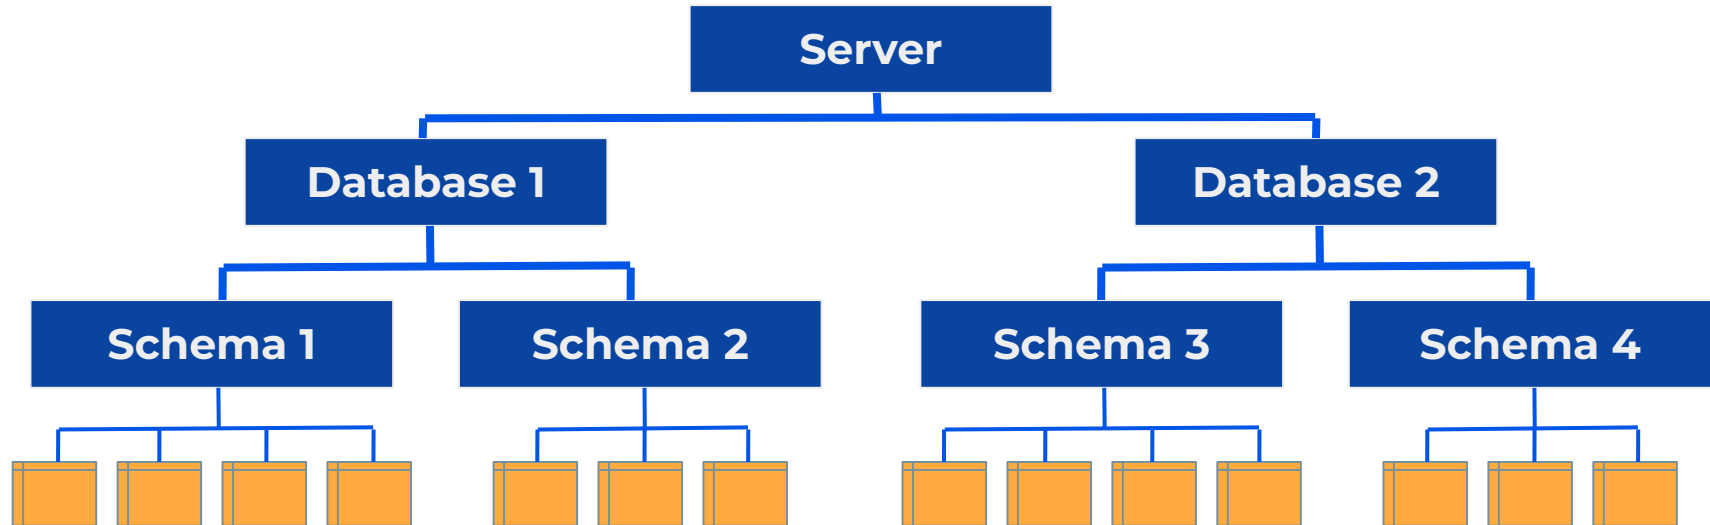 Server
Database 1
Database 2
Schema 1
Schema 2
Schema 3
Schema 4